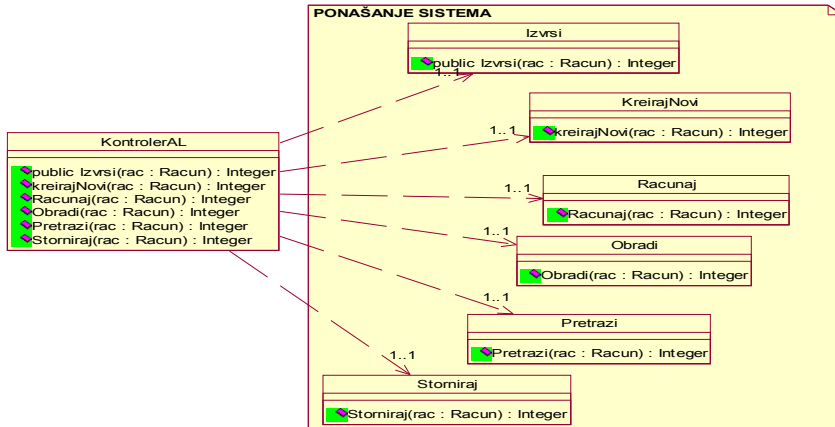 PONAŠANJE SISTEMA
Izvrsi
public Izvrsi(rac : Racun) : Integer
1..1
KreirajNovi
kreirajNovi(rac : Racun) : Integer
1..1
KontrolerAL
public Izvrsi(rac : Racun) : Integer
kreirajNovi(rac : Racun) : Integer
Racunaj(rac : Racun) : Integer
Obradi(rac : Racun) : Integer
Pretrazi(rac : Racun) : Integer
Storniraj(rac : Racun) : Integer
Racunaj
1..1
Racunaj(rac : Racun) : Integer
Obradi
1..1
Obradi(rac : Racun) : Integer
Pretrazi
1..1
Pretrazi(rac : Racun) : Integer
1..1
Storniraj
Storniraj(rac : Racun) : Integer